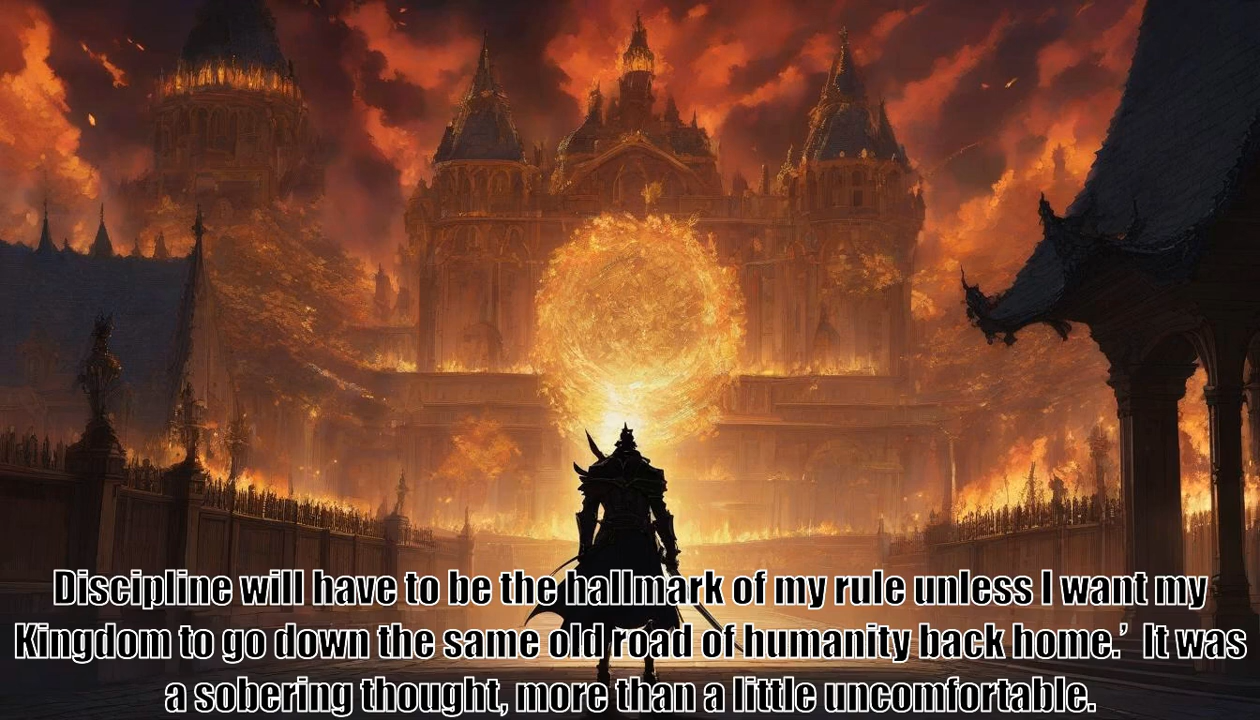 Discipline will have to be the hallmark of my rule unless I want my
Kingdom to go down the same old road of humanity back home.’  It was
a sobering thought, more than a little uncomfortable.